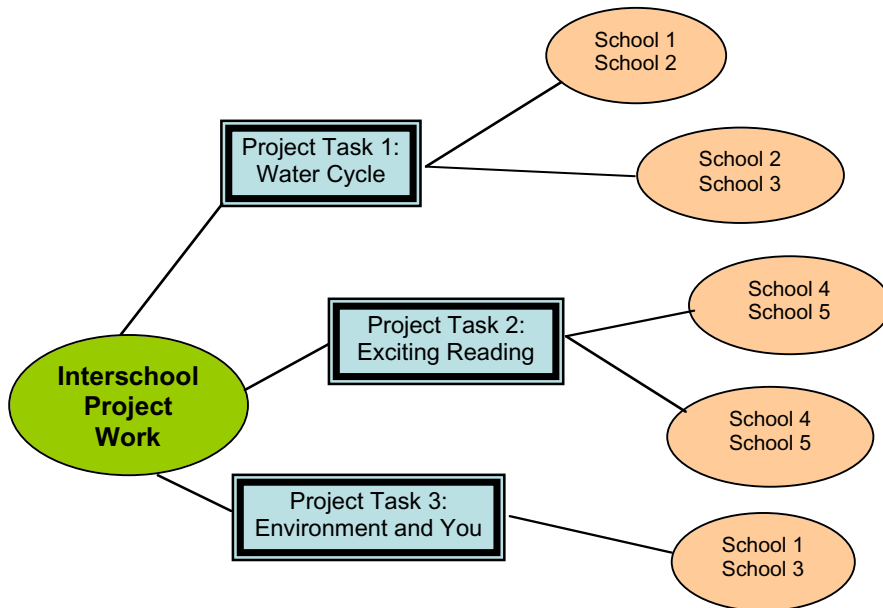 School 1
School 2
Project Task 1:
Water Cycle
School 2
School 3
Project Task 2:
Exciting Reading
School 4
School 5
Interschool
Project
Work
School 4
School 5
Project Task 3:
Environment and You
School 1
School 3